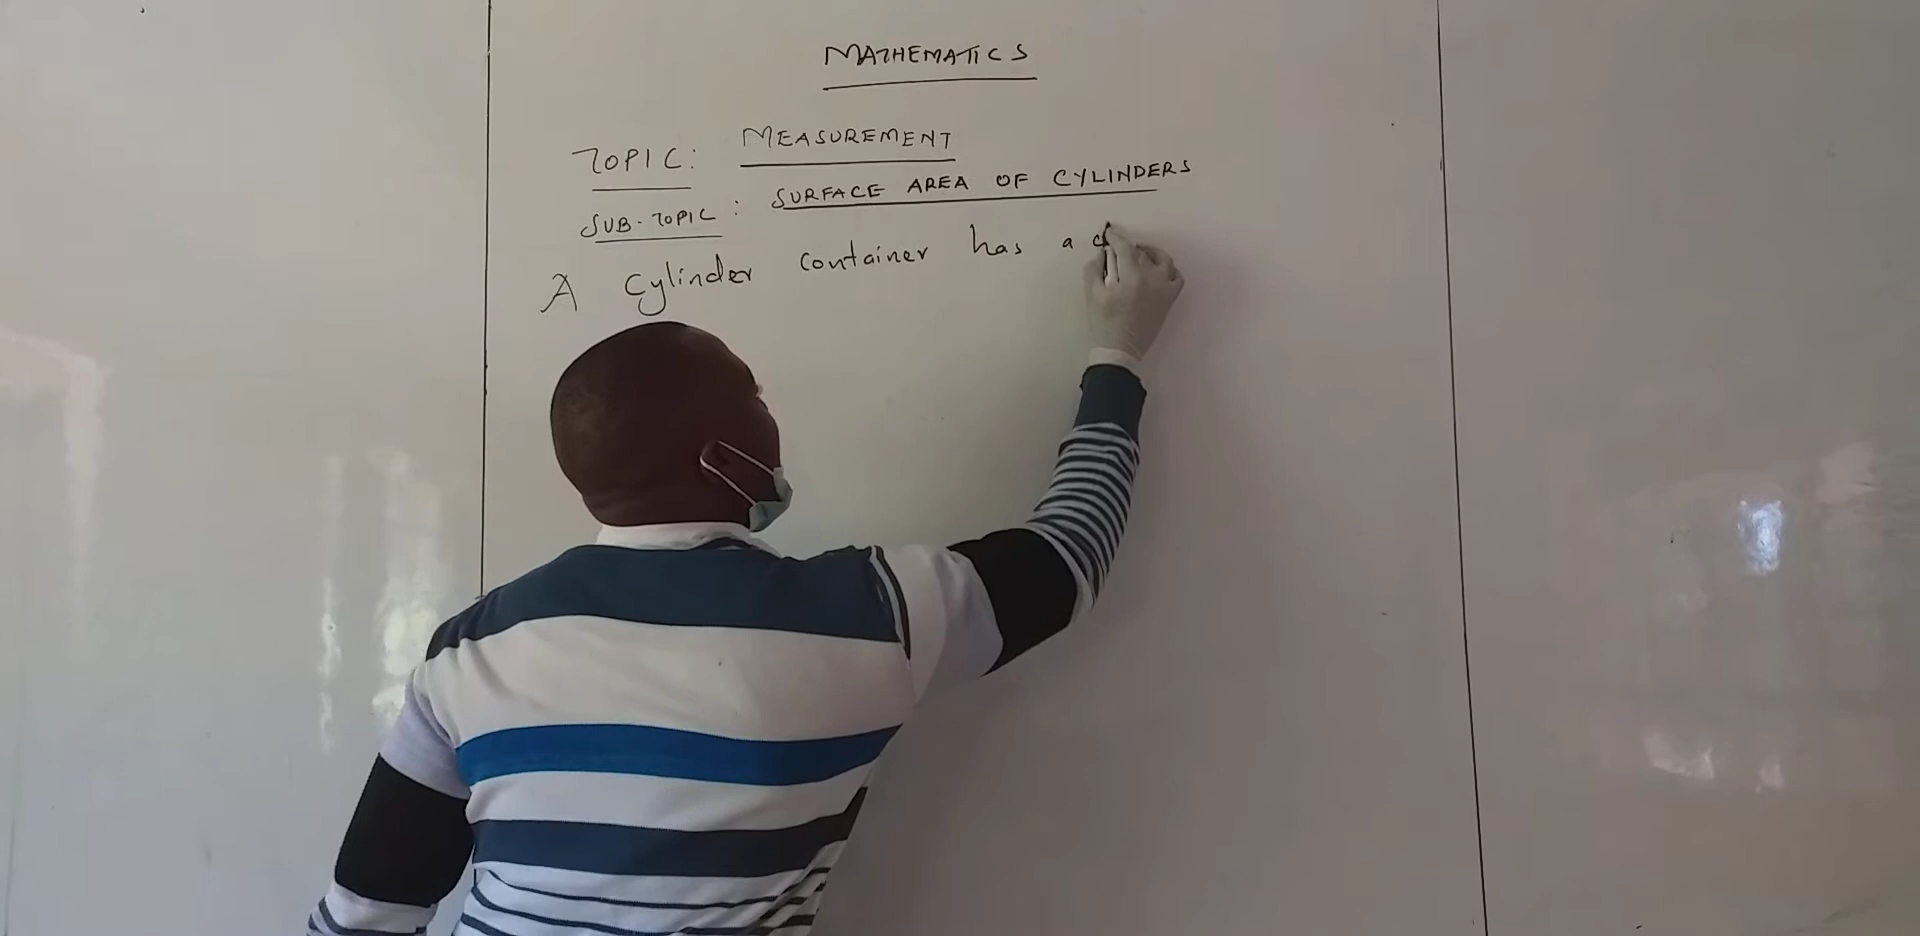 MATHEMATICS
TOPIC: MEASUREMENT
SUB-TOPIC: SURFACE AREA OF CYLINDERS
A Cylinder container has a